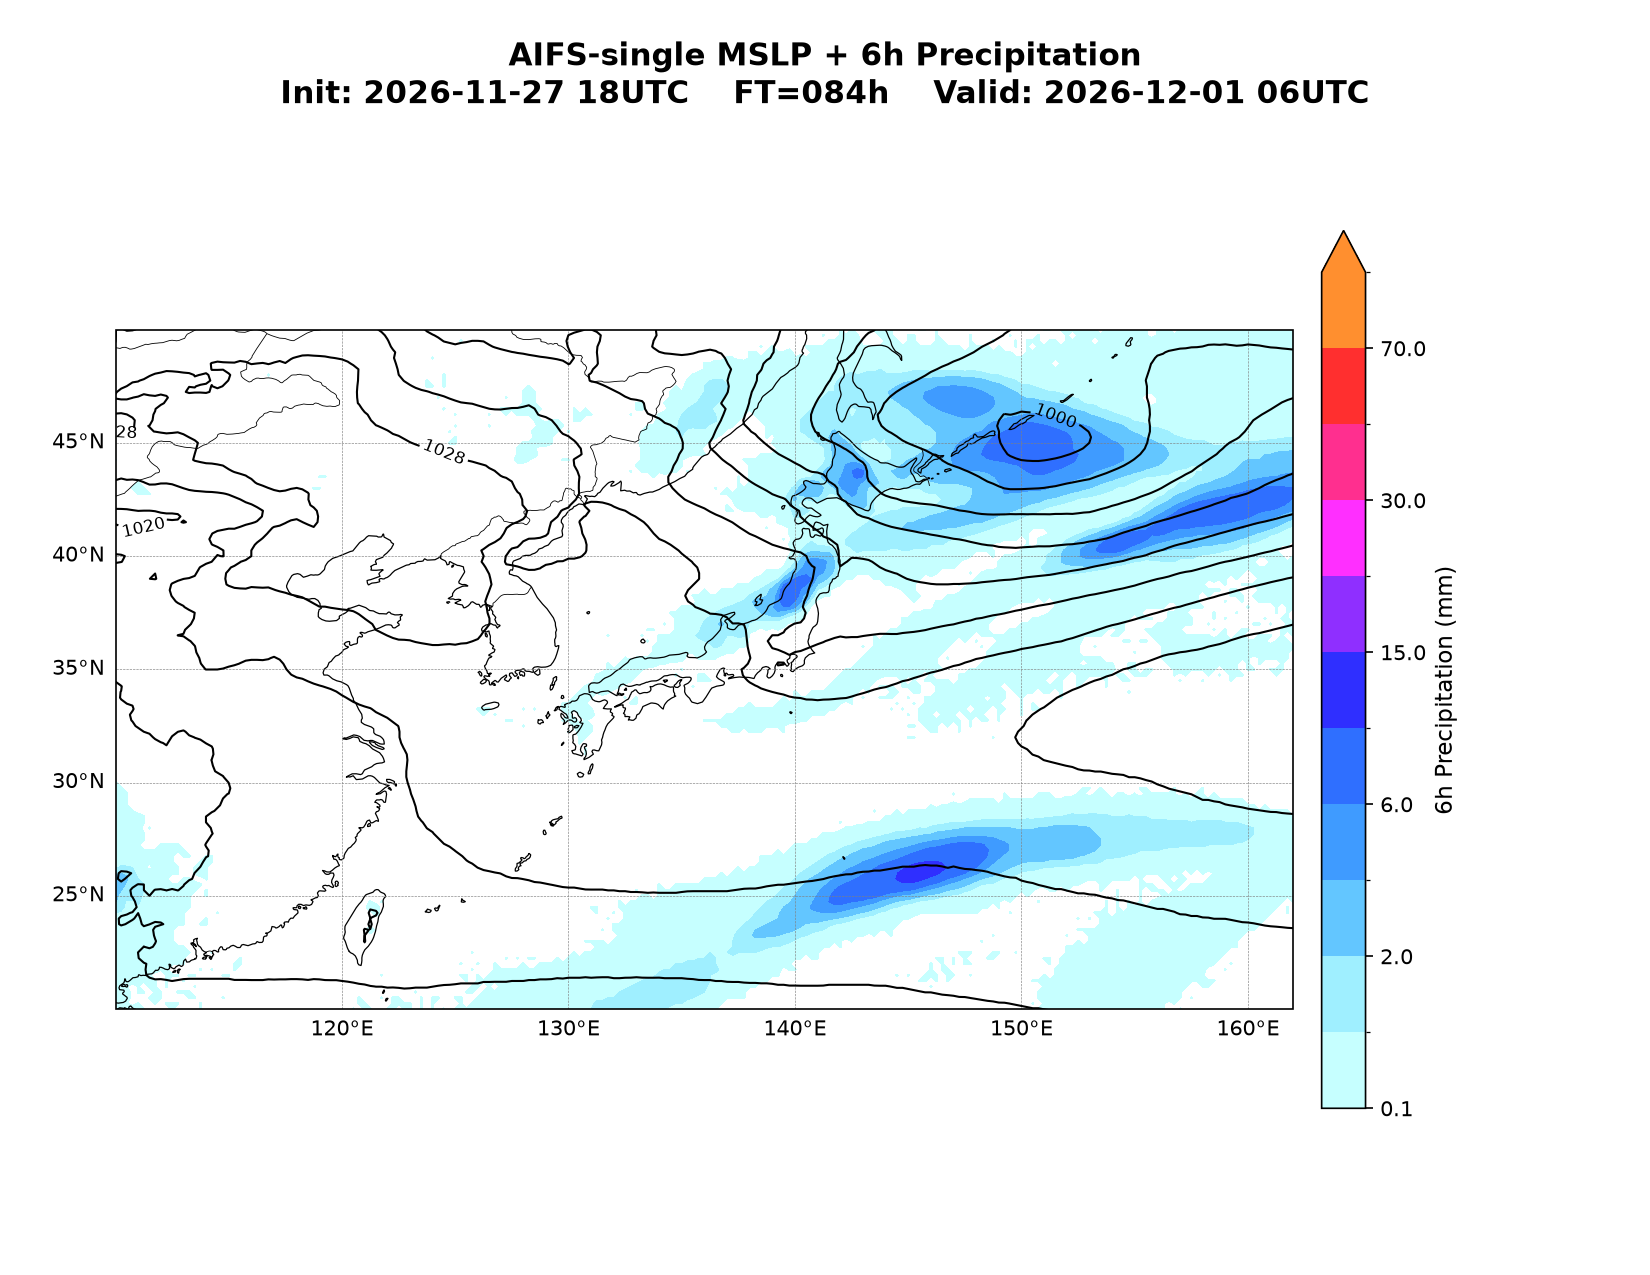 AIFS-single MSLP + 6h Precipitation
Init: 2026-11-27 18UTC    FT=084h    Valid: 2026-12-01 06UTC
45°N
40°N
35°N
30°N
25°N
120°E
130°E
140°E
150°E
160°E
28
1028
1020
1000
70.0
30.0
15.0
6.0
2.0
0.1
6h Precipitation (mm)